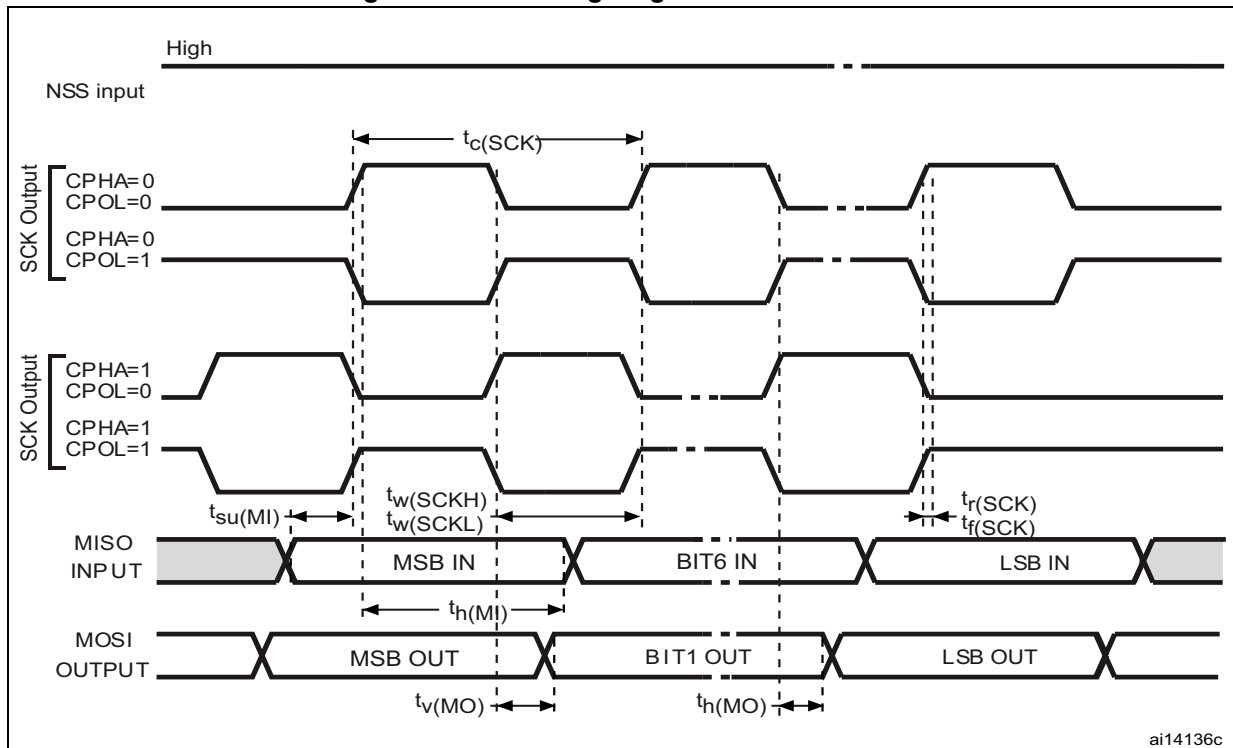 High
NSS input
tc(SCK)
SCK Output
CPHA=0
CPOL=0
CPHA=0
CPOL=1
SCK Output
CPHA=1
CPOL=0
CPHA=1
CPOL=1
tsu(MI)
tw(SCKH)
tw(SCKL)
tr(SCK)
tf(SCK)
MISO
INPUT
MSB IN
BIT6 IN
LSB IN
th(MI)
MOSI
OUTPUT
MSB OUT
BIT1 OUT
LSB OUT
tv(MO)
th(MO)
ai14136c